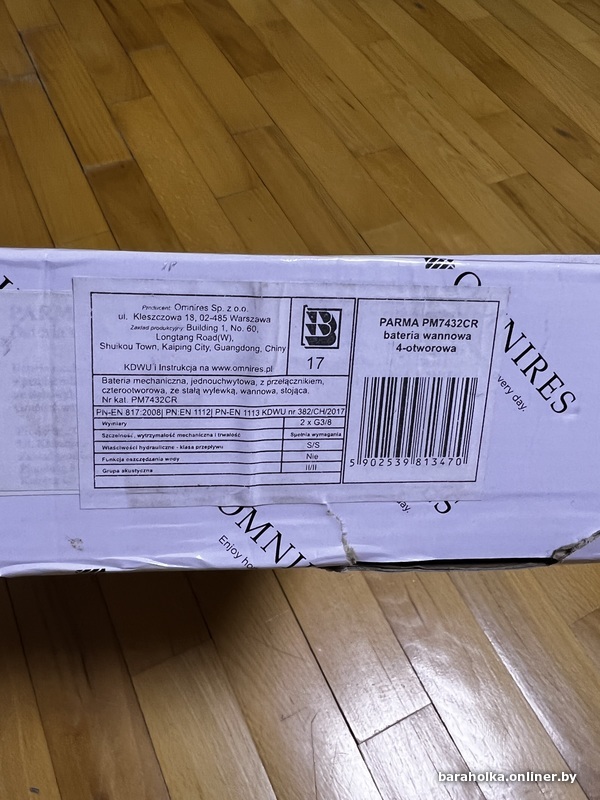 OMNIRES
very day.
Producent: Omnires Sp. z o.o.
ul. Kleszczowa 18, 02-485 Warszawa
Zakład produkcyjny: Building 1, No. 60,
Longtang Road(W),
Shuikou Town, Kaiping City, Guangdong, Chiny
KDWU i Instrukcja na www.omnires.pl
B
17
PARMA PM7432CR
bateria wannowa
4-otworowa
Bateria mechaniczna, jednouchwytowa, z przełącznikiem,
czterootworowa, ze stałą wylewką, wannowa, stojąca,
Nr kat. PM7432CR
PN-EN 817:2008| PN:EN 1112| PN-EN 1113 KDWU nr 382/CH/2017
Wymiary 2 x G3/8
Szczelność, wytrzymałość mechaniczna i trwałość Spełnia wymagania
Właściwości hydrauliczne - klasa przepływu S/S
Funkcja oszczędzania wody Nie
Grupa akustyczna II/II
5 902539 813470
OMNI
Enjoy ho
day.
S
baraholka.onliner.by